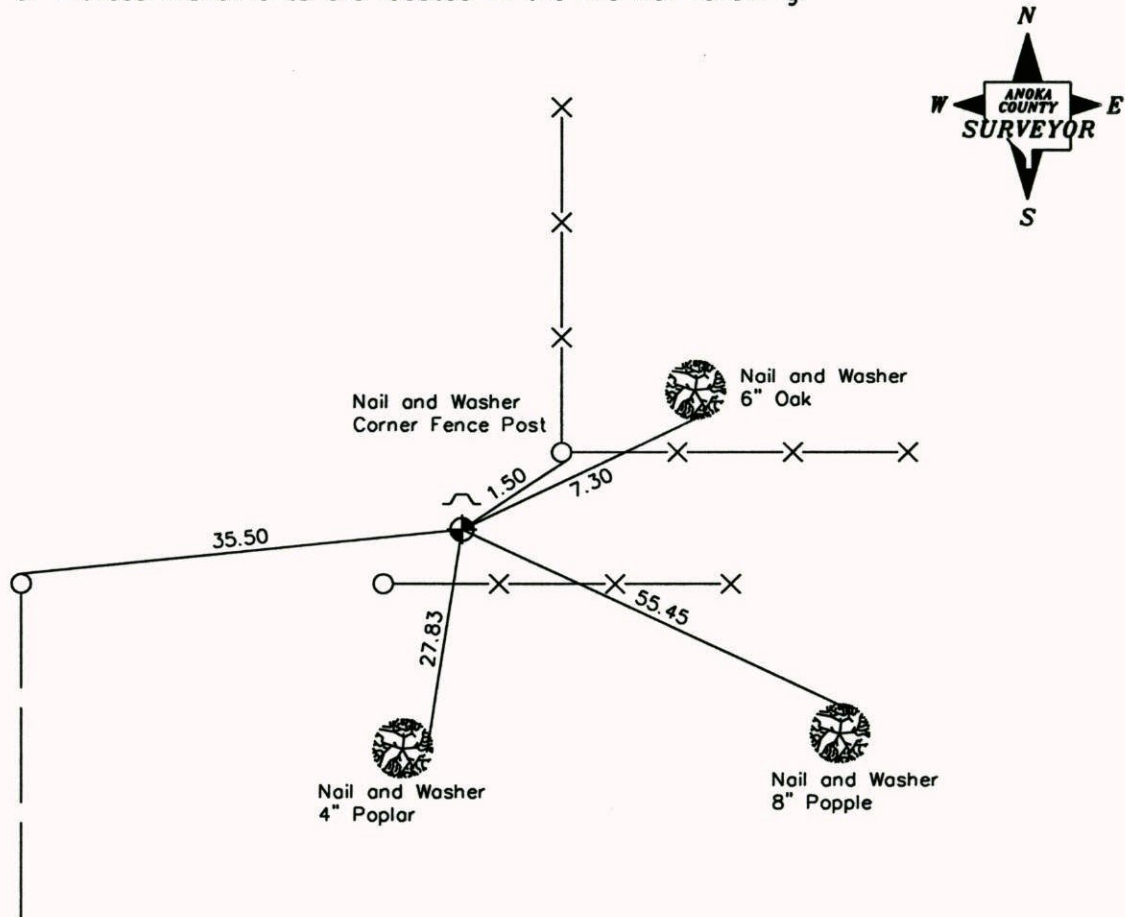 N
W ANOKA COUNTY E
SURVEYOR
S
Nail and Washer
6" Oak
Nail and Washer
Corner Fence Post
1.50
7.30
35.50
27.83
55.45
Nail and Washer
4" Poplar
Nail and Washer
8" Popple